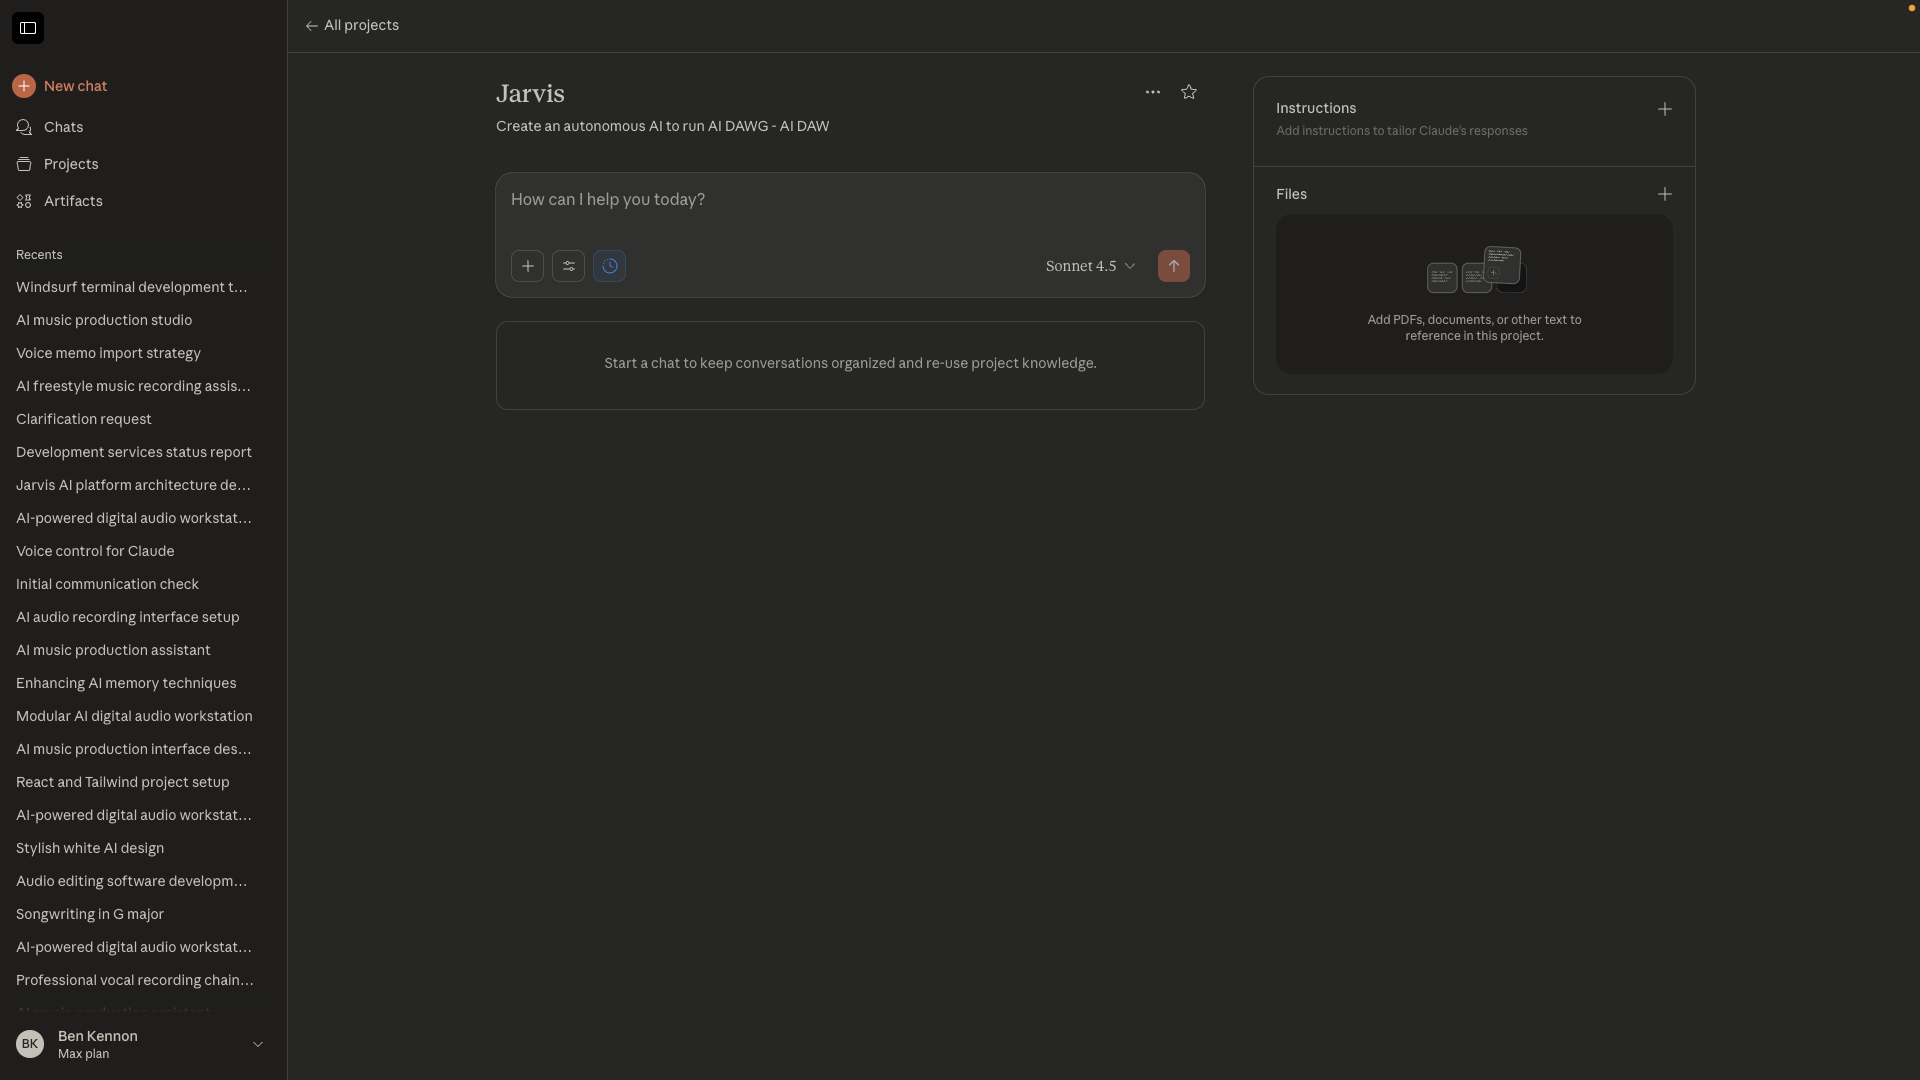 New chat
Chats
Projects
Artifacts
Recents
Windsurf terminal development t...
AI music production studio
Voice memo import strategy
AI freestyle music recording assis...
Clarification request
Development services status report
Jarvis AI platform architecture de...
AI-powered digital audio workstat...
Voice control for Claude
Initial communication check
AI audio recording interface setup
AI music production assistant
Enhancing AI memory techniques
Modular AI digital audio workstation
AI music production interface des...
React and Tailwind project setup
AI-powered digital audio workstat...
Stylish white AI design
Audio editing software developm...
Songwriting in G major
AI-powered digital audio workstat...
Professional vocal recording chain...
BK
Ben Kennon
Max plan
All projects
Jarvis
Create an autonomous AI to run AI DAWG - AI DAW
How can I help you today?
Sonnet 4.5
Start a chat to keep conversations organized and re-use project knowledge.
Instructions
Add instructions to tailor Claude's responses
Files
Add PDFs, documents, or other text to
reference in this project.